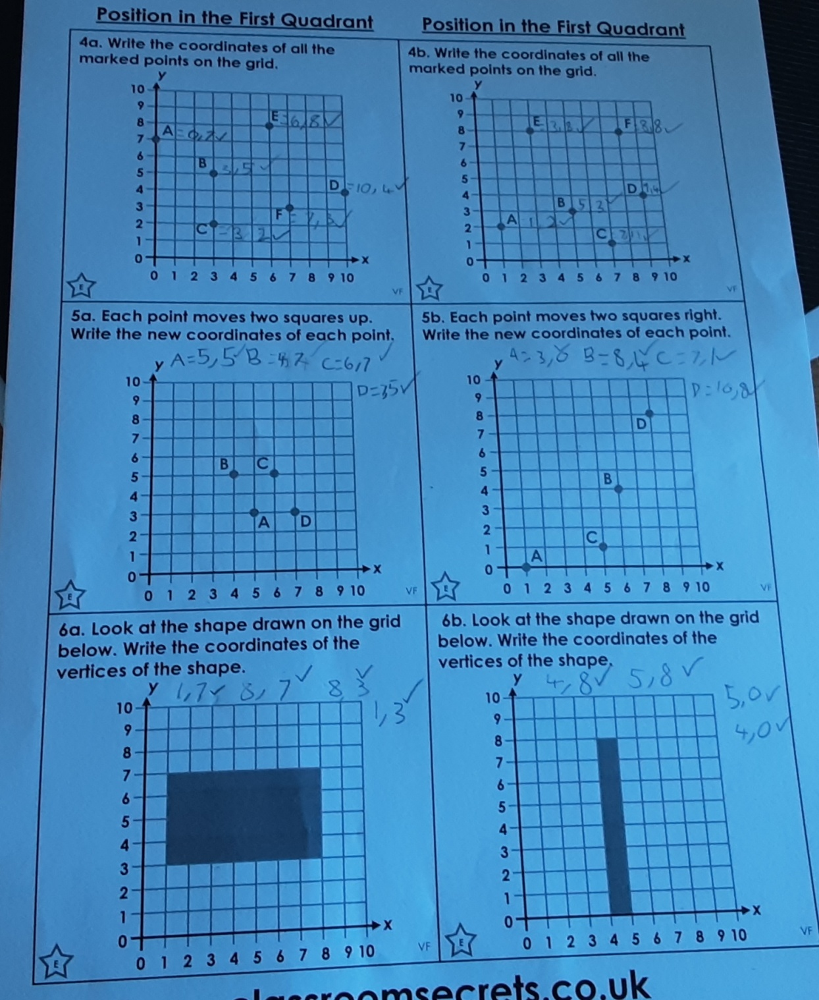 Position in the First Quadrant
4a. Write the coordinates of all the
marked points on the grid.
y
10
9
8
7
6
5
4
3
2
1
0
E = 6,8 ✓
A = 0,7 ✓
B 3,5 ✓
D = 10,4 ✓
F = 7,3 ✓
C = 3 2 ✓
x
0 1 2 3 4 5 6 7 8 9 10
E
VF
Position in the First Quadrant
4b. Write the coordinates of all the
marked points on the grid.
y
10
9
8
7
6
5
4
3
2
1
0
E 3,8 ✓
F 8,8 ✓
D 9,4 ✓
B 5 3 ✓
A 1 2 ✓
C
x
0 1 2 3 4 5 6 7 8 9 10
E
VF
5a. Each point moves two squares up.
Write the new coordinates of each point.
A=5,5 ✓ B = C=6,7 ✓
D=35 ✓
y
10
9
8
7
6
5
4
3
2
1
0
B C
A D
x
0 1 2 3 4 5 6 7 8 9 10
E
VF
5b. Each point moves two squares right.
Write the new coordinates of each point.
A=3,0 B=8,4 ✓ C=7,1 ✓
D=10,8 ✓
y
10
9
8
7
6
5
4
3
2
1
0
D
B
C
A
x
0 1 2 3 4 5 6 7 8 9 10
E
VF
6a. Look at the shape drawn on the grid
below. Write the coordinates of the
vertices of the shape.
1,7 ✓ 8,7 ✓ 8 3 ✓
1,3 ✓
y
10
9
8
7
6
5
4
3
2
1
0
x
0 1 2 3 4 5 6 7 8 9 10
E
VF
6b. Look at the shape drawn on the grid
below. Write the coordinates of the
vertices of the shape.
4,8 ✓ 5,8 ✓
5,0 ✓
4,0 ✓
y
10
9
8
7
6
5
4
3
2
1
0
x
0 1 2 3 4 5 6 7 8 9 10
E
VF
classroomsecrets.co.uk